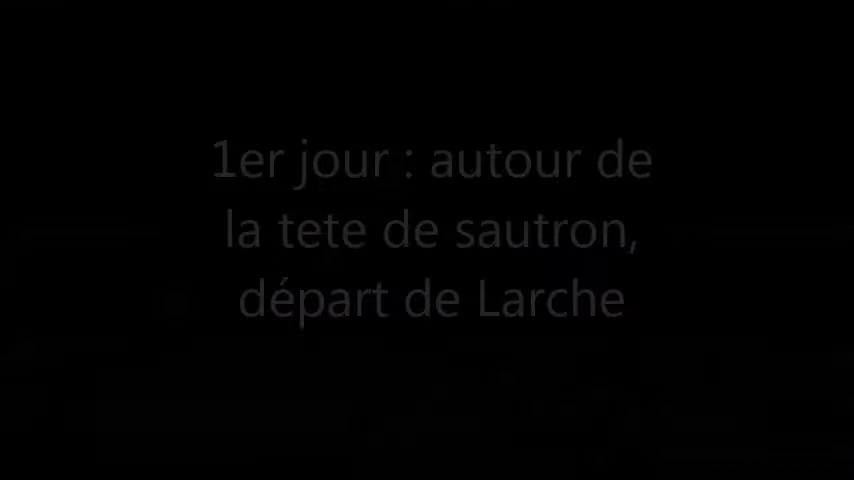 1er jour : autour de
la tete de sautron,
départ de Larche